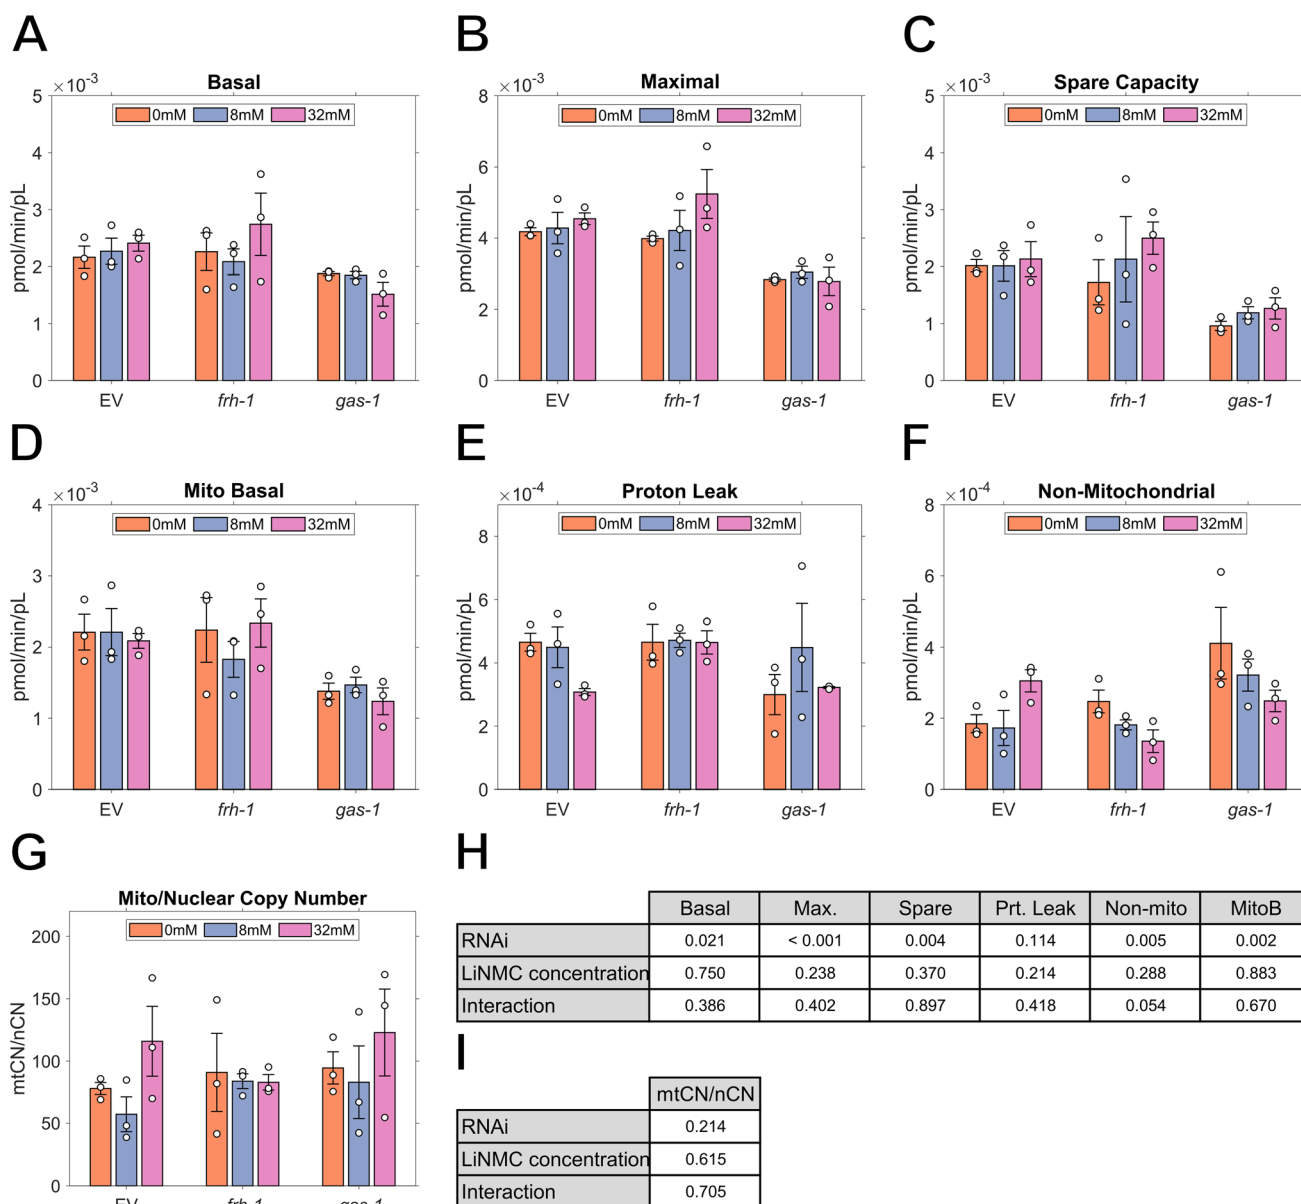 A
Basal
×10⁻³
0mM 8mM 32mM
5
4
3
2
1
0
pmol/min/pL
EV frh-1 gas-1
B
Maximal
×10⁻³
0mM 8mM 32mM
8
6
4
2
0
pmol/min/pL
EV frh-1 gas-1
C
Spare Capacity
×10⁻³
0mM 8mM 32mM
5
4
3
2
1
0
pmol/min/pL
EV frh-1 gas-1
D
Mito Basal
×10⁻³
0mM 8mM 32mM
4
3
2
1
0
pmol/min/pL
EV frh-1 gas-1
E
Proton Leak
×10⁻⁴
0mM 8mM 32mM
8
6
4
2
0
pmol/min/pL
EV frh-1 gas-1
F
Non-Mitochondrial
×10⁻⁴
0mM 8mM 32mM
8
6
4
2
0
pmol/min/pL
EV frh-1 gas-1
G
Mito/Nuclear Copy Number
0mM 8mM 32mM
200
150
100
50
0
mtCN/nCN
EV frh-1 gas-1
H
Basal Max. Spare Prt. Leak Non-mito MitoB
RNAi 0.021 < 0.001 0.004 0.114 0.005 0.002
LiNMC concentration 0.750 0.238 0.370 0.214 0.288 0.883
Interaction 0.386 0.402 0.897 0.418 0.054 0.670
I
mtCN/nCN
RNAi 0.214
LiNMC concentration 0.615
Interaction 0.705